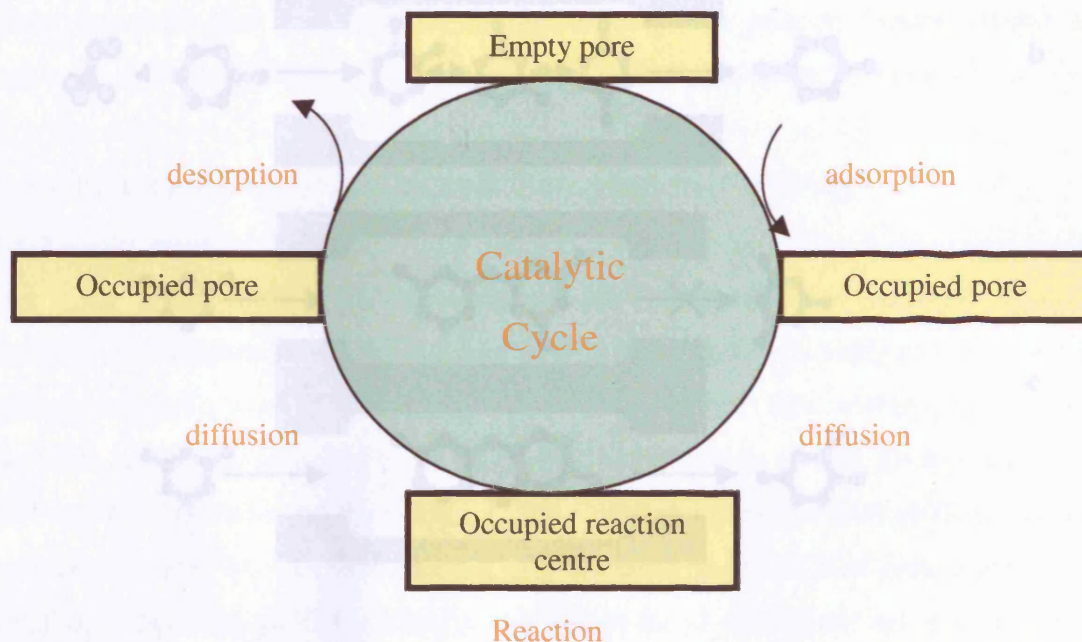 Empty pore
desorption
adsorption
Occupied pore
Catalytic
Cycle
Occupied pore
diffusion
diffusion
Occupied reaction
centre
Reaction